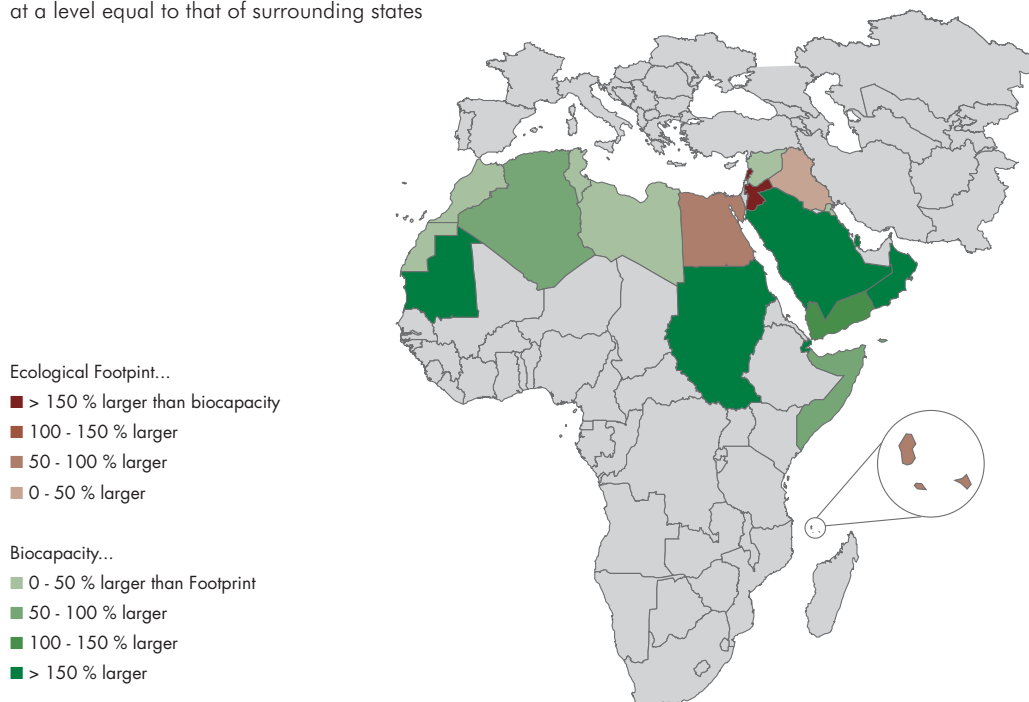 at a level equal to that of surrounding states
Ecological Footpint...
> 150 % larger than biocapacity
100 - 150 % larger
50 - 100 % larger
0 - 50 % larger
Biocapacity...
0 - 50 % larger than Footprint
50 - 100 % larger
100 - 150 % larger
> 150 % larger